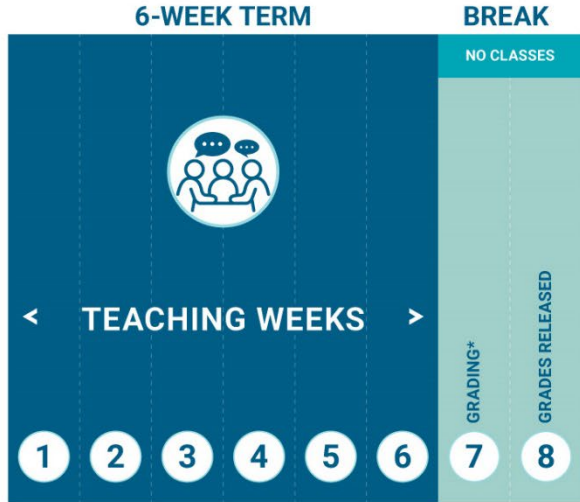 6-WEEK TERM
BREAK
NO CLASSES
< TEACHING WEEKS >
GRADING*
GRADES RELEASED
1 2 3 4 5 6 7 8